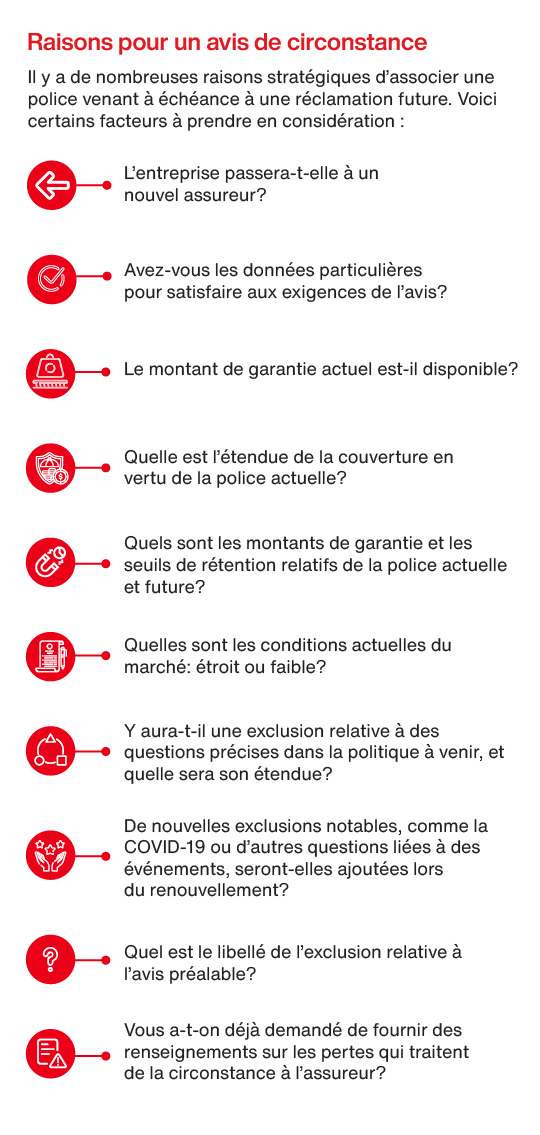 Raisons pour un avis de circonstance
Il y a de nombreuses raisons stratégiques d’associer une
police venant à échéance à une réclamation future. Voici
certains facteurs à prendre en considération :
L’entreprise passera-t-elle à un
nouvel assureur?
Avez-vous les données particulières
pour satisfaire aux exigences de l’avis?
Le montant de garantie actuel est-il disponible?
Quelle est l’étendue de la couverture en
vertu de la police actuelle?
Quels sont les montants de garantie et les
seuils de rétention relatifs de la police actuelle
et future?
Quelles sont les conditions actuelles du
marché: étroit ou faible?
Y aura-t-il une exclusion relative à des
questions précises dans la politique à venir, et
quelle sera son étendue?
De nouvelles exclusions notables, comme la
COVID-19 ou d’autres questions liées à des
événements, seront-elles ajoutées lors
du renouvellement?
Quel est le libellé de l’exclusion relative à
l’avis préalable?
Vous a-t-on déjà demandé de fournir des
renseignements sur les pertes qui traitent
de la circonstance à l’assureur?